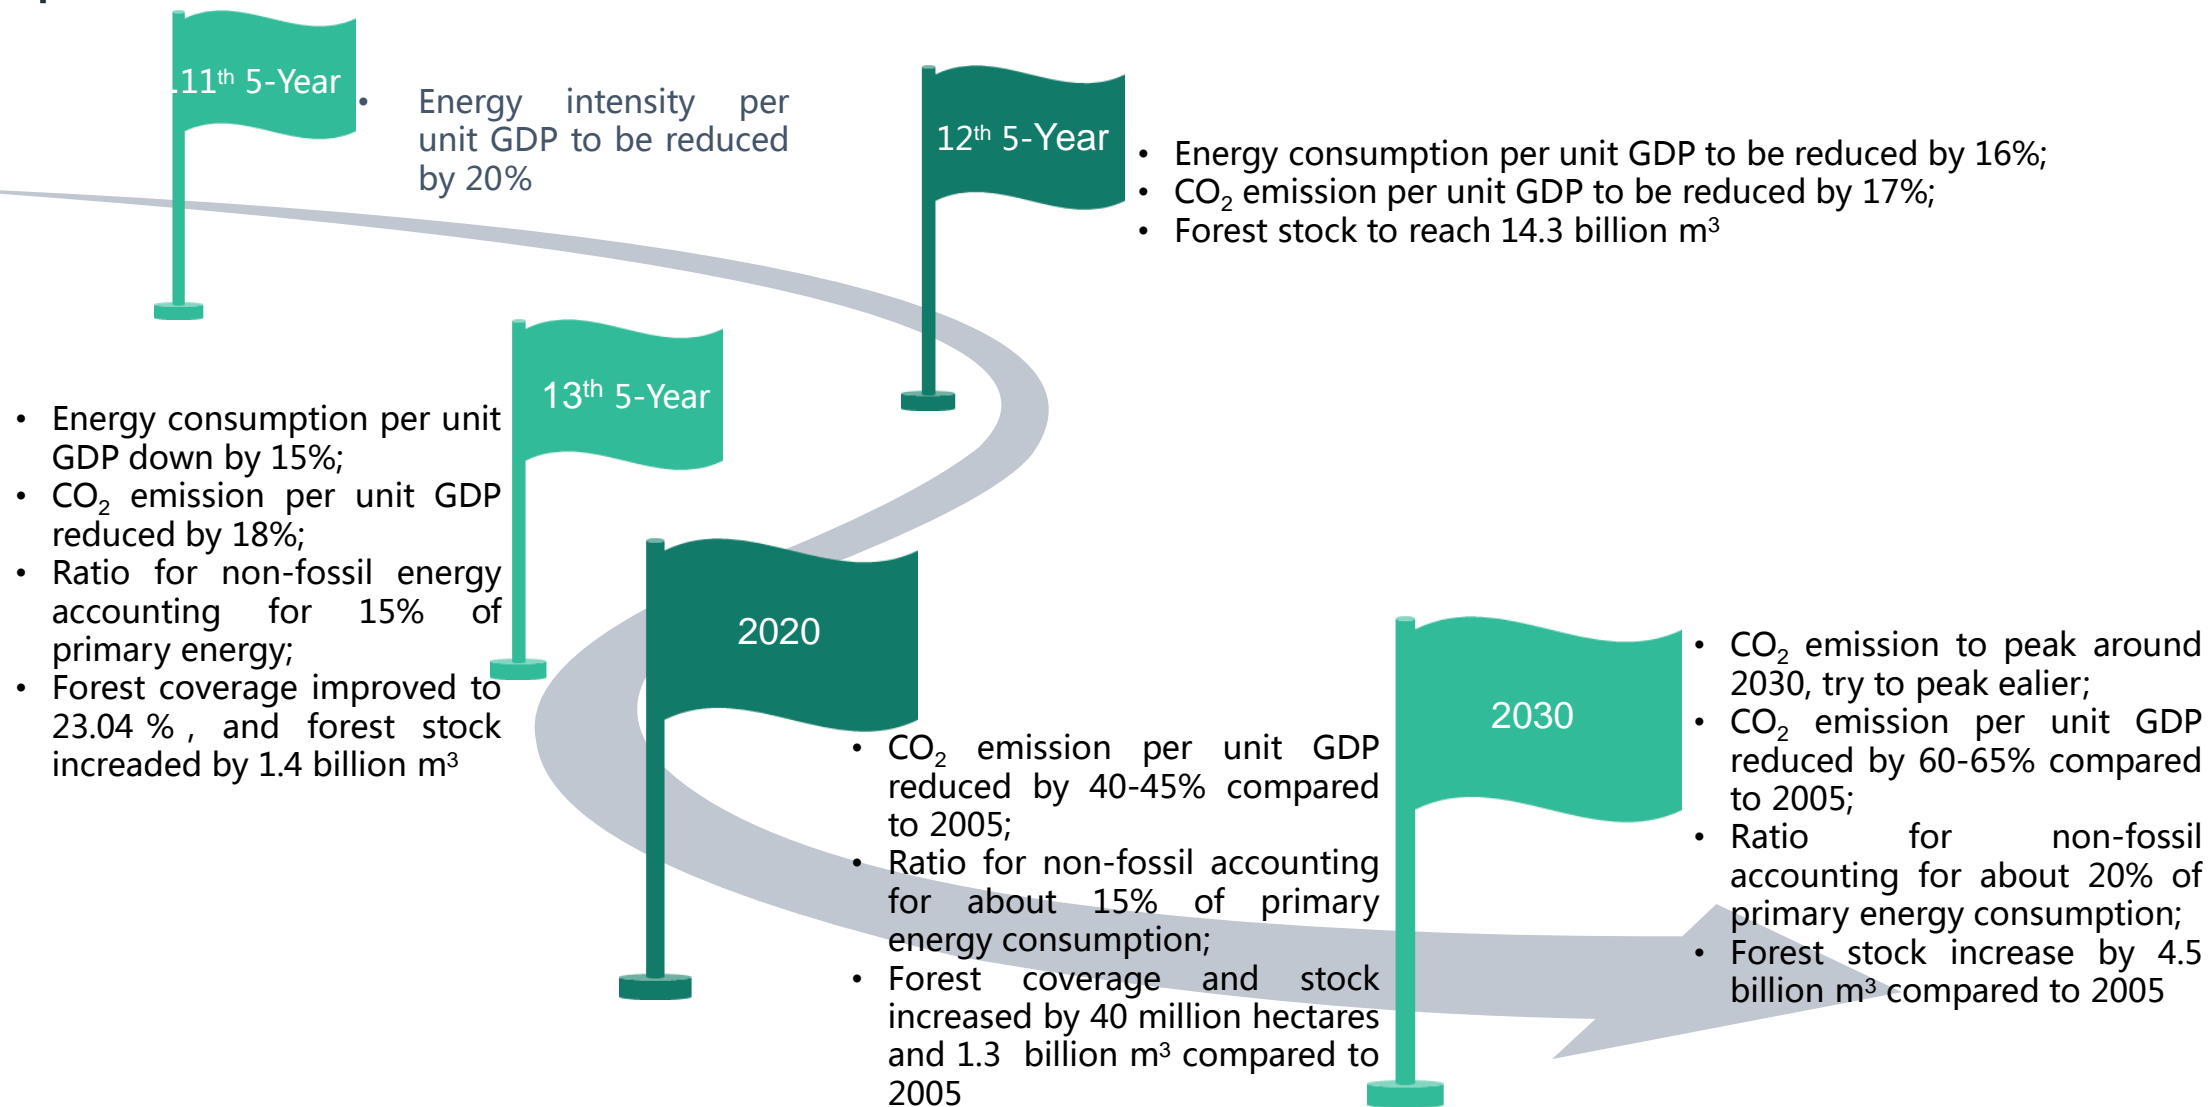 11th 5-Year
• Energy intensity per
unit GDP to be reduced
by 20%
12th 5-Year
• Energy consumption per unit GDP to be reduced by 16%;
• CO₂ emission per unit GDP to be reduced by 17%;
• Forest stock to reach 14.3 billion m³
13th 5-Year
• Energy consumption per unit
GDP down by 15%;
• CO₂ emission per unit GDP
reduced by 18%;
• Ratio for non-fossil energy
accounting for 15% of
primary energy;
• Forest coverage improved to
23.04 % , and forest stock
increaded by 1.4 billion m³
2020
• CO₂ emission per unit GDP
reduced by 40-45% compared
to 2005;
• Ratio for non-fossil accounting
for about 15% of primary
energy consumption;
• Forest coverage and stock
increased by 40 million hectares
and 1.3 billion m³ compared to
2005
2030
• CO₂ emission to peak around
2030, try to peak ealier;
• CO₂ emission per unit GDP
reduced by 60-65% compared
to 2005;
• Ratio for non-fossil
accounting for about 20% of
primary energy consumption;
• Forest stock increase by 4.5
billion m³ compared to 2005